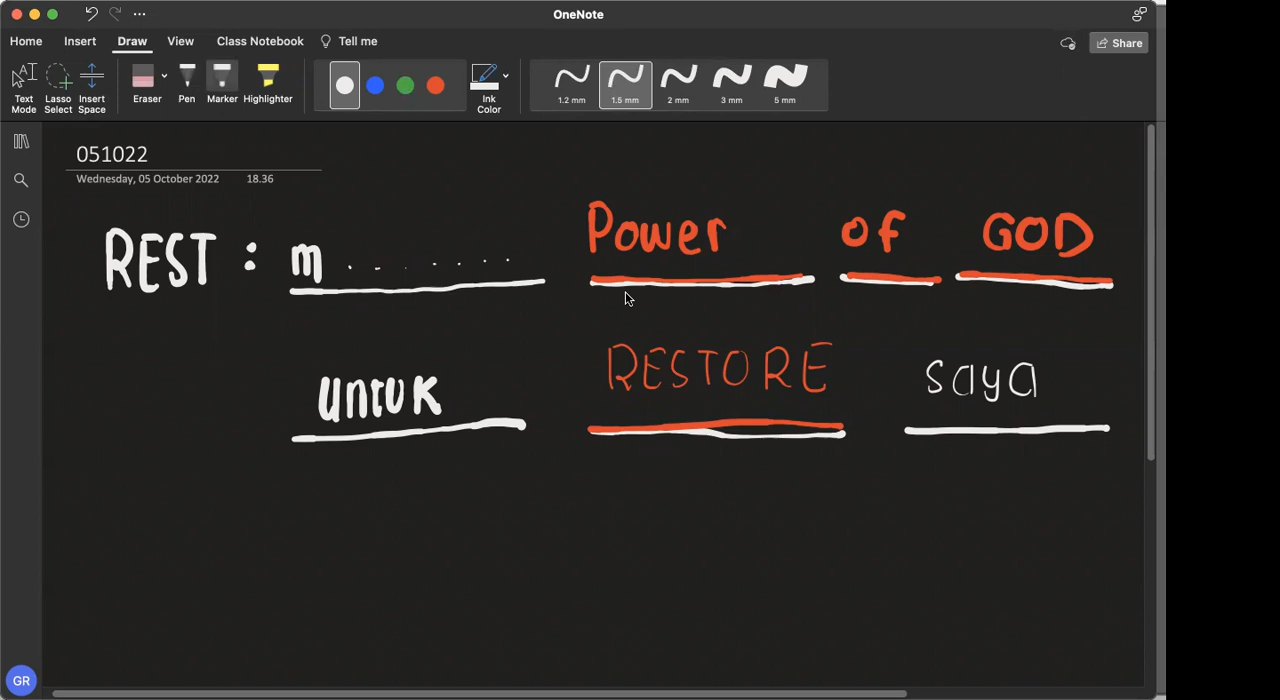 OneNote
Home Insert Draw View Class Notebook Tell me
Share
Text Mode
Lasso Select
Insert Space
Eraser
Pen
Marker
Highlighter
Ink Color
1.2 mm
1.5 mm
2 mm
3 mm
5 mm
051022
Wednesday, 05 October 2022 18.36
REST : m........ Power of GOD
untuk RESTORE saya
GR